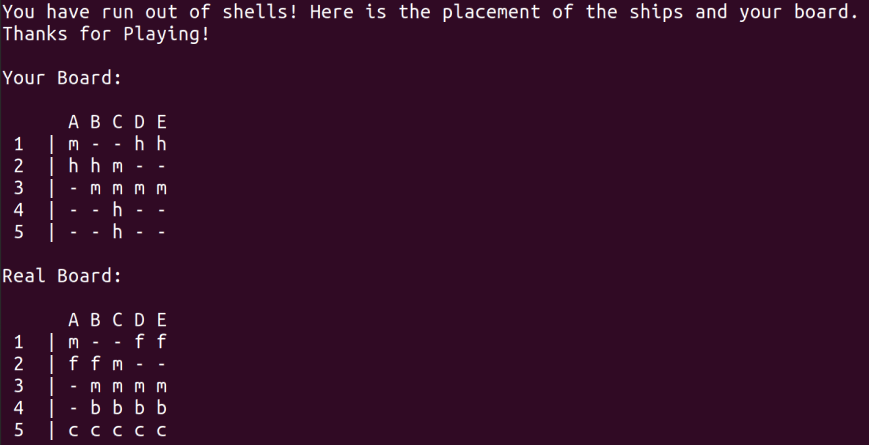 You have run out of shells! Here is the placement of the ships and your board.
Thanks for Playing!
Your Board:
A B C D E
1 | m - - h h
2 | h h m - -
3 | - m m m m
4 | - - h - -
5 | - - h - -
Real Board:
A B C D E
1 | m - - f f
2 | f f m - -
3 | - m m m m
4 | - b b b b
5 | c c c c c